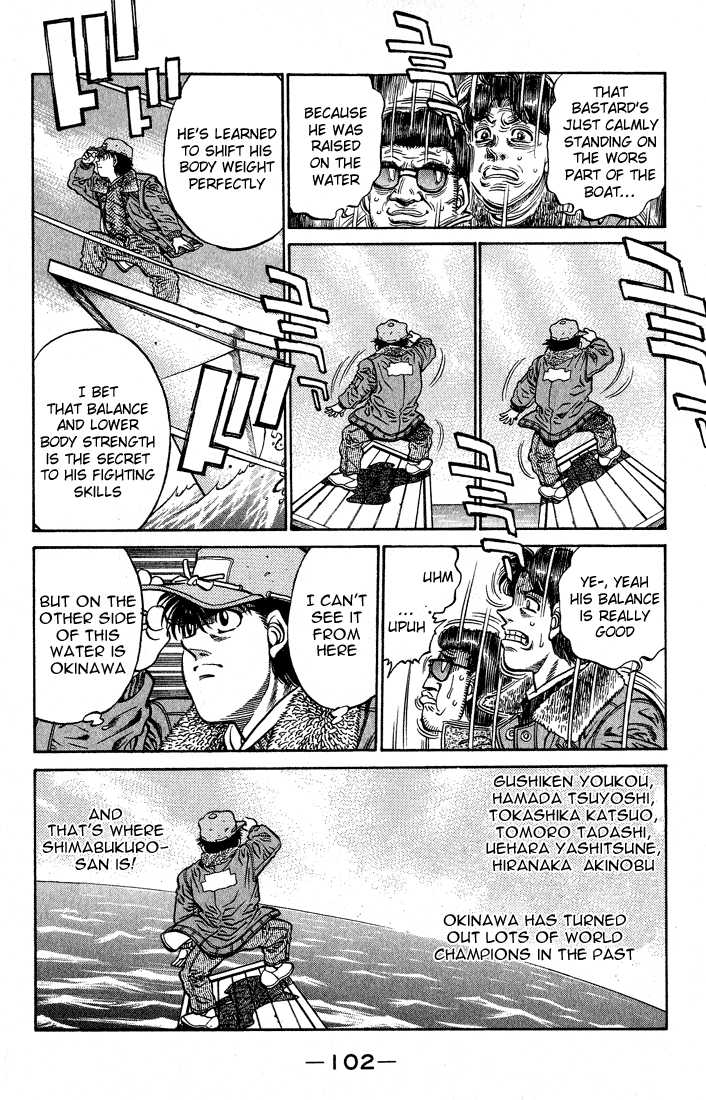 THAT
BASTARD'S
JUST CALMLY
STANDING ON
THE WORS
PART OF THE
BOAT...
BECAUSE
HE WAS
RAISED
ON THE
WATER
HE'S LEARNED
TO SHIFT HIS
BODY WEIGHT
PERFECTLY
I BET
THAT BALANCE
AND LOWER
BODY STRENGTH
IS THE SECRET
TO HIS FIGHTING
SKILLS
YE-, YEAH
HIS BALANCE
IS REALLY
GOOD
UHM
...
UPUH
I CAN'T
SEE IT
FROM
HERE
BUT ON THE
OTHER SIDE
OF THIS
WATER IS
OKINAWA
GUSHIKEN YOUKOU,
HAMADA TSUYOSHI,
TOKASHIKA KATSUO,
TOMORO TADASHI,
UEHARA YASHITSUNE,
HIRANAKA AKINOBU
OKINAWA HAS TURNED
OUT LOTS OF WORLD
CHAMPIONS IN THE PAST
AND
THAT'S WHERE
SHIMABUKURO-
SAN IS!
—102—